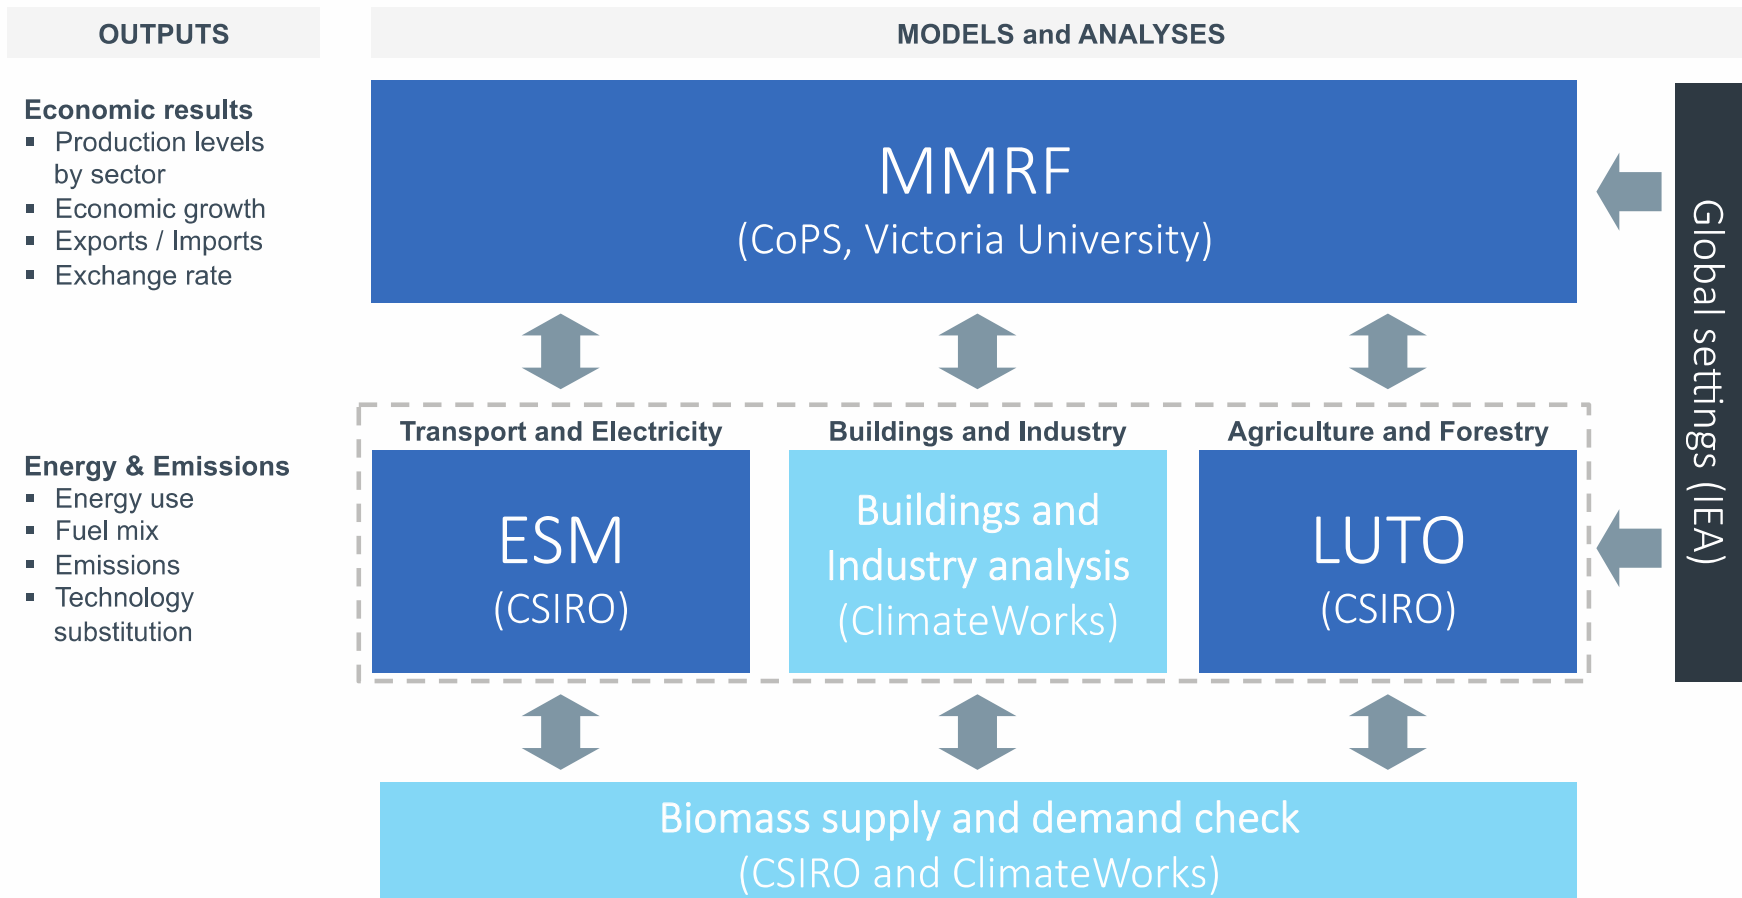 OUTPUTS
MODELS and ANALYSES
Economic results
▪ Production levels
by sector
▪ Economic growth
▪ Exports / Imports
▪ Exchange rate
MMRF
(CoPS, Victoria University)
Global settings (IEA)
Energy & Emissions
▪ Energy use
▪ Fuel mix
▪ Emissions
▪ Technology
substitution
Transport and Electricity
ESM
(CSIRO)
Buildings and Industry
Buildings and
Industry analysis
(ClimateWorks)
Agriculture and Forestry
LUTO
(CSIRO)
Biomass supply and demand check
(CSIRO and ClimateWorks)